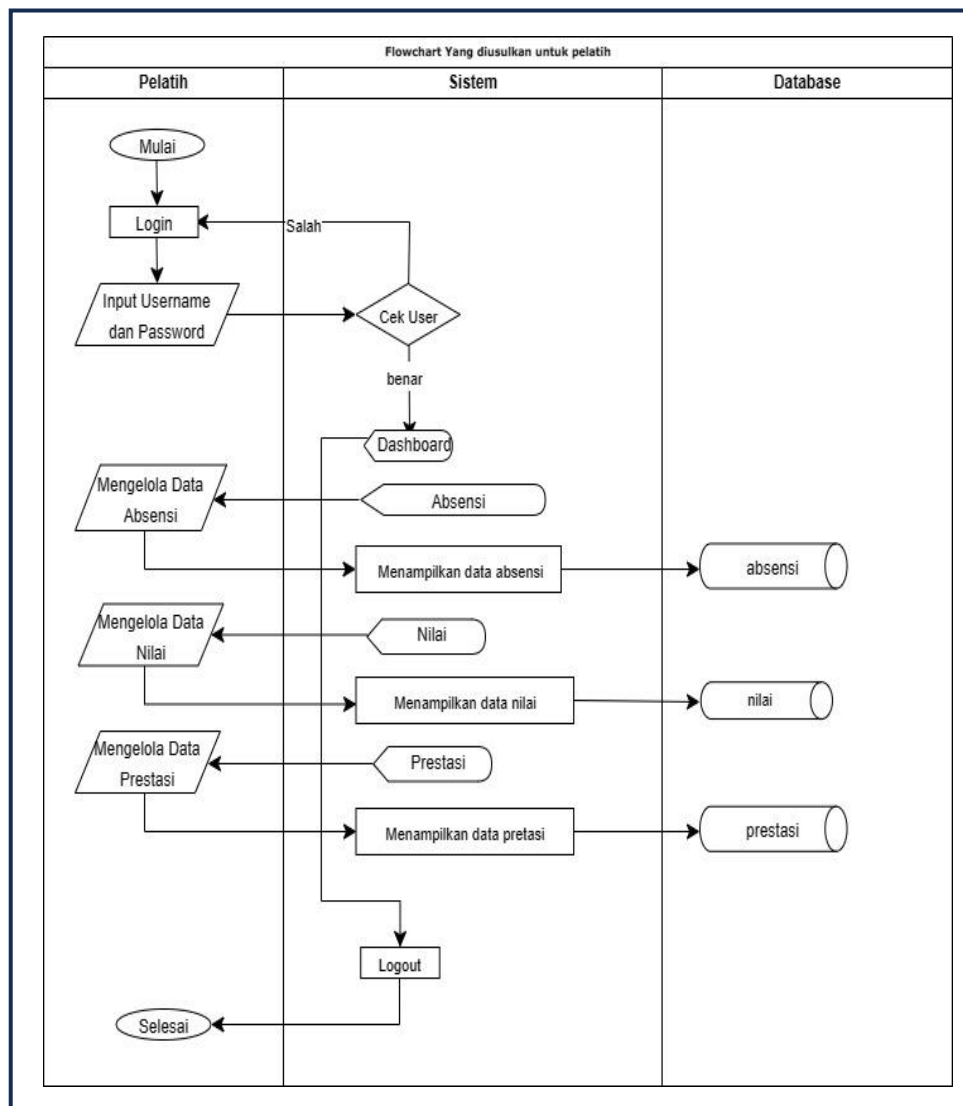 Flowchart Yang diusulkan untuk pelatih
Pelatih
Sistem
Database
Mulai
Login
Salah
Input Username
dan Password
Cek User
benar
Dashboard
Mengelola Data
Absensi
Absensi
Menampilkan data absensi
absensi
Mengelola Data
Nilai
Nilai
Menampilkan data nilai
nilai
Mengelola Data
Prestasi
Prestasi
Menampilkan data pretasi
prestasi
Logout
Selesai